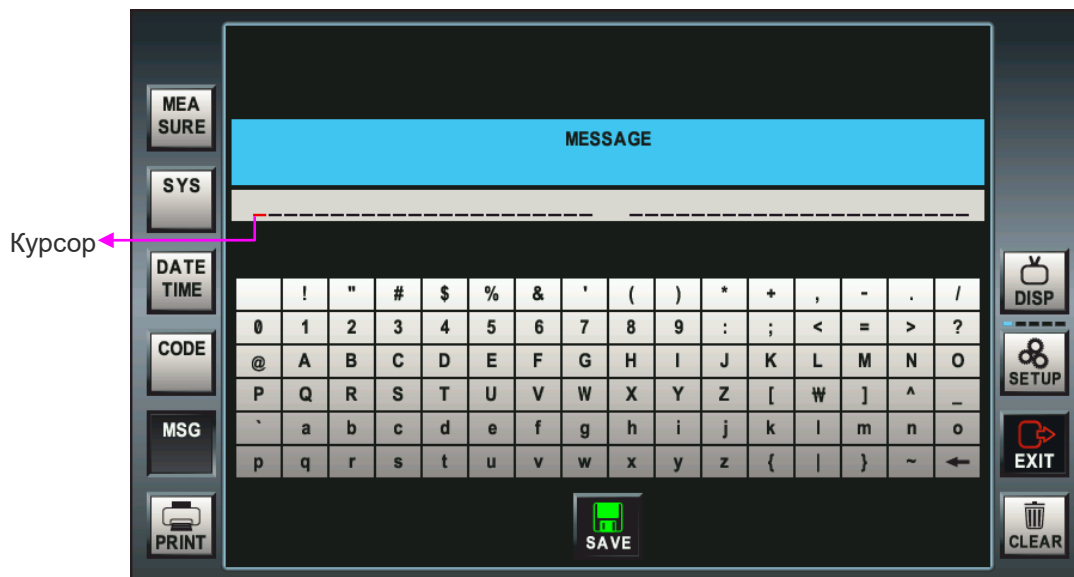 MEA
SURE
MESSAGE
SYS
Курсор
DATE
TIME
! " # $ % & ' ( ) * + , - . /
0 1 2 3 4 5 6 7 8 9 : ; < = > ?
@ A B C D E F G H I J K L M N O
P Q R S T U V W X Y Z [ ₩ ] ^ _
` a b c d e f g h i j k l m n o
p q r s t u v w x y z { | } ~ ←
DISP
CODE
SETUP
MSG
EXIT
PRINT
SAVE
CLEAR